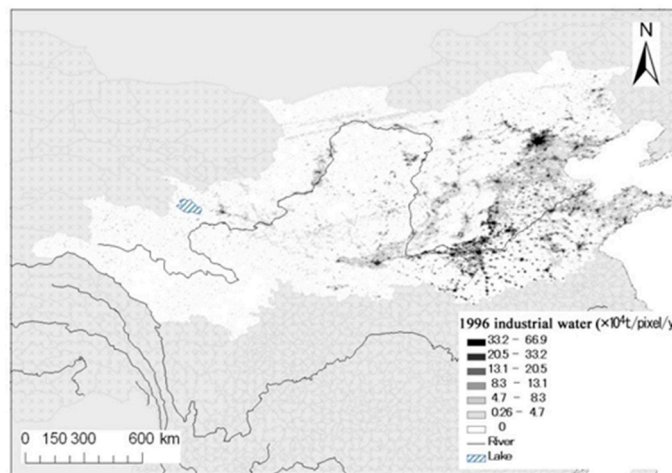 N
1996 industrial water (×10⁴t/pixel/y
33.2 - 66.9
20.5 - 33.2
13.1 - 20.5
8.3 - 13.1
4.7 - 8.3
0.26 - 4.7
0
River
Lake
0 150 300 600 km